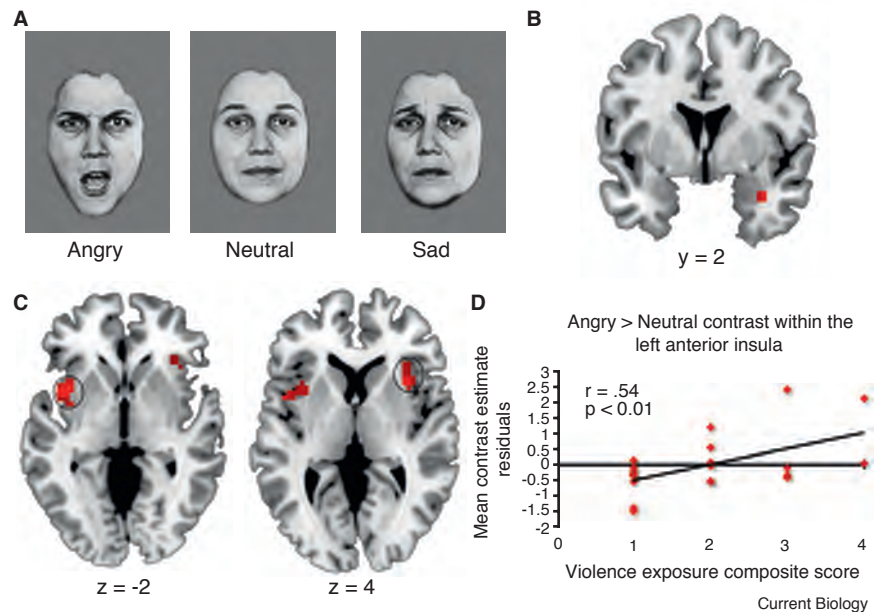 A
B
Angry
Neutral
Sad
y = 2
C
D
z = -2
z = 4
Angry > Neutral contrast within the
left anterior insula
Mean contrast estimate
residuals
3
2.5
2
1.5
1
0.5
0
-0.5
-1
-1.5
-2
r = .54
p < 0.01
0
1
2
3
4
Violence exposure composite score
Current Biology